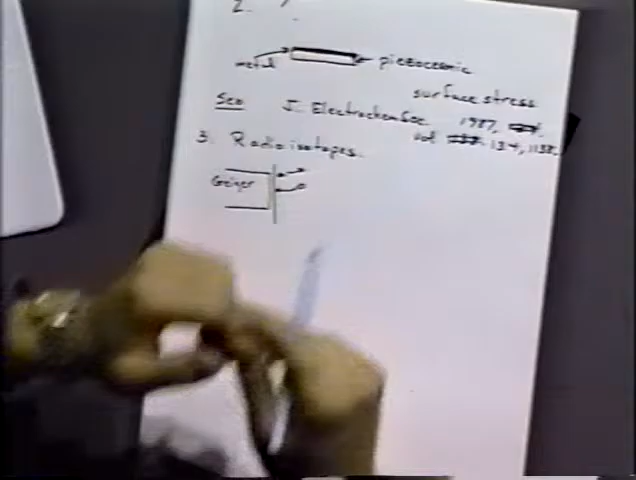 2.
metal piezoceramic
surface stress
See J. Electrochem Soc. 1987,
vol 134, 1138.
3. Radioisotopes.
Geiger